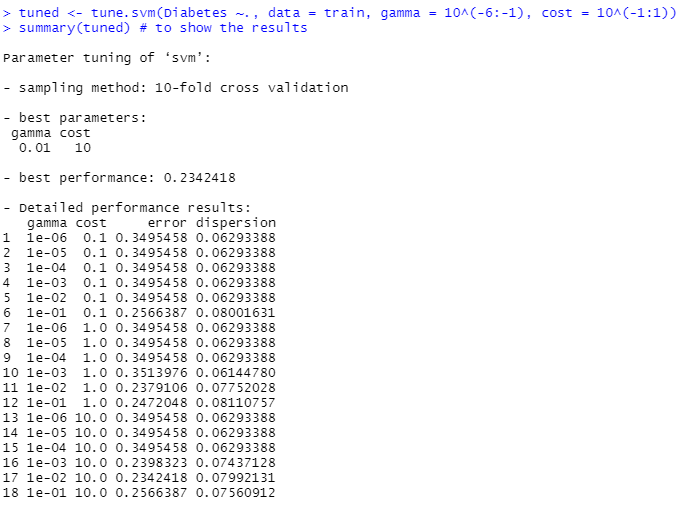 > tuned <- tune.svm(Diabetes ~., data = train, gamma = 10^(-6:-1), cost = 10^(-1:1))
> summary(tuned) # to show the results

Parameter tuning of ‘svm’:

- sampling method: 10-fold cross validation

- best parameters:
 gamma cost
  0.01   10

- best performance: 0.2342418

- Detailed performance results:
   gamma cost     error dispersion
1  1e-06  0.1 0.3495458 0.06293388
2  1e-05  0.1 0.3495458 0.06293388
3  1e-04  0.1 0.3495458 0.06293388
4  1e-03  0.1 0.3495458 0.06293388
5  1e-02  0.1 0.3495458 0.06293388
6  1e-01  0.1 0.2566387 0.08001631
7  1e-06  1.0 0.3495458 0.06293388
8  1e-05  1.0 0.3495458 0.06293388
9  1e-04  1.0 0.3495458 0.06293388
10 1e-03  1.0 0.3513976 0.06144780
11 1e-02  1.0 0.2379106 0.07752028
12 1e-01  1.0 0.2472048 0.08110757
13 1e-06 10.0 0.3495458 0.06293388
14 1e-05 10.0 0.3495458 0.06293388
15 1e-04 10.0 0.3495458 0.06293388
16 1e-03 10.0 0.2398323 0.07437128
17 1e-02 10.0 0.2342418 0.07992131
18 1e-01 10.0 0.2566387 0.07560912